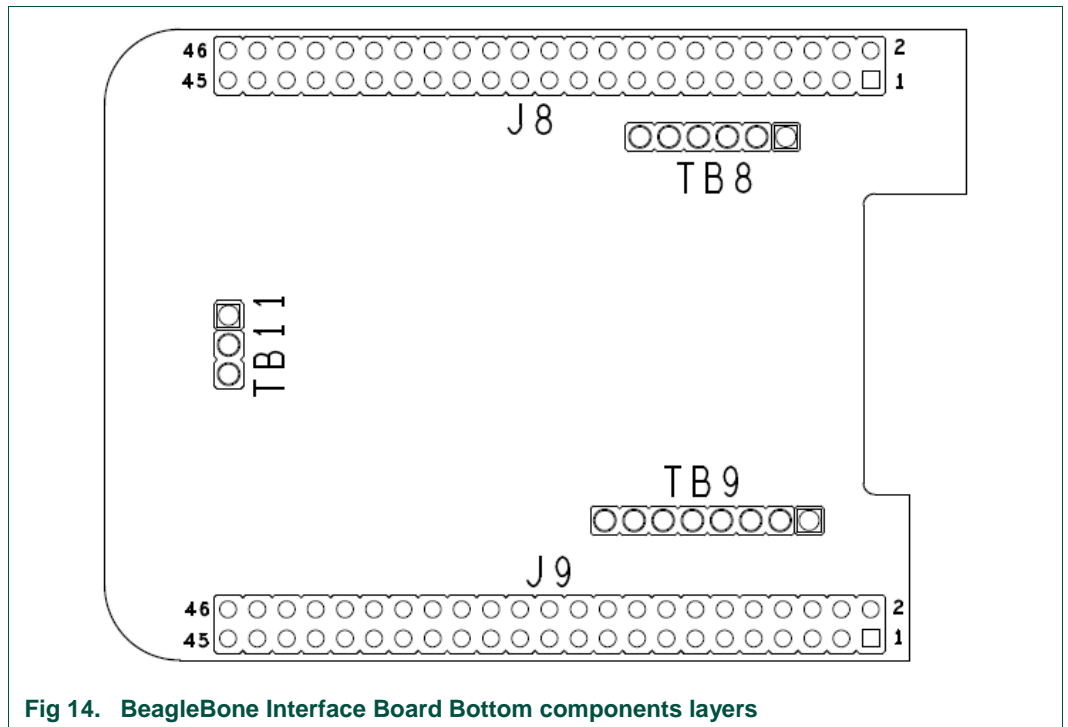 46 2
45 1
J8
TB8
TB11
TB9
J9
46 2
45 1
Fig 14. BeagleBone Interface Board Bottom components layers